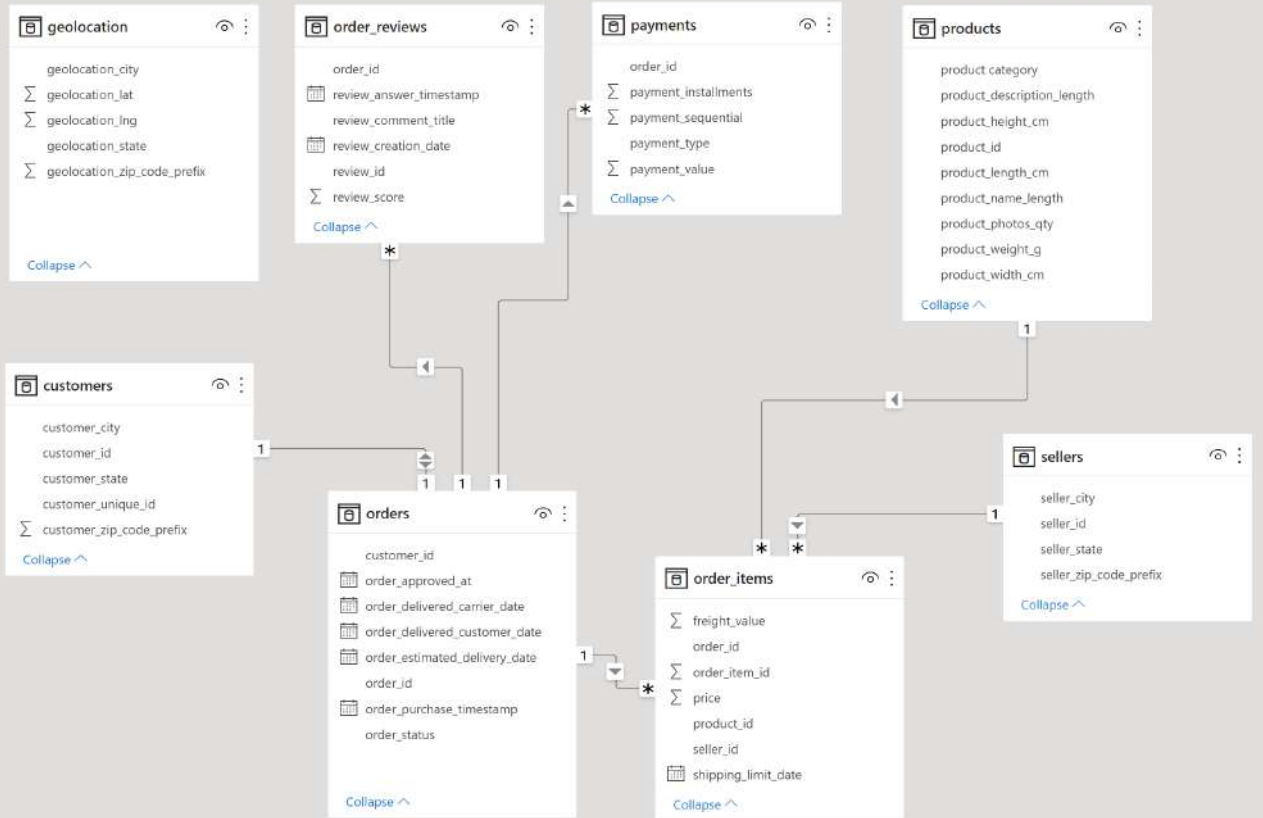 geolocation
geolocation_city
geolocation_lat
geolocation_lng
geolocation_state
geolocation_zip_code_prefix
Collapse
order_reviews
order_id
review_answer_timestamp
review_comment_title
review_creation_date
review_id
review_score
Collapse
*
payments
order_id
payment_installments
payment_sequential
payment_type
payment_value
Collapse
*
products
product category
product_description_length
product_height_cm
product_id
product_length_cm
product_name_length
product_photos_qty
product_weight_g
product_width_cm
Collapse
1
customers
customer_city
customer_id
customer_state
customer_unique_id
customer_zip_code_prefix
Collapse
1
1 1 1
orders
customer_id
order_approved_at
order_delivered_carrier_date
order_delivered_customer_date
order_estimated_delivery_date
order_id
order_purchase_timestamp
order_status
Collapse
1
*
* *
order_items
freight_value
order_id
order_item_id
price
product_id
seller_id
shipping_limit_date
Collapse
1
sellers
seller_city
seller_id
seller_state
seller_zip_code_prefix
Collapse